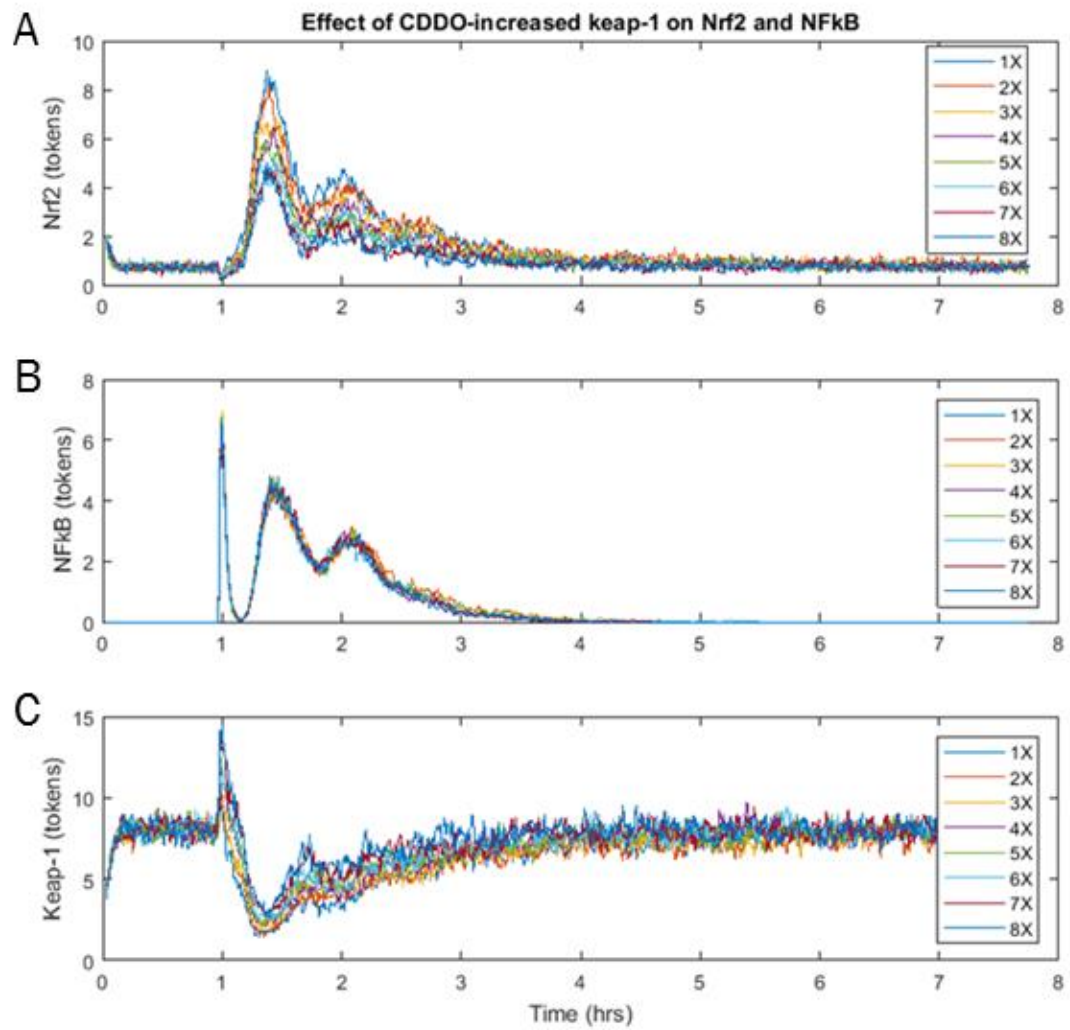 A
Effect of CDDO-increased keap-1 on Nrf2 and NFkB
Nrf2 (tokens)
10
8
6
4
2
0
0 1 2 3 4 5 6 7 8
1X
2X
3X
4X
5X
6X
7X
8X
B
NFkB (tokens)
8
6
4
2
0
0 1 2 3 4 5 6 7 8
1X
2X
3X
4X
5X
6X
7X
8X
C
Keap-1 (tokens)
15
10
5
0
0 1 2 3 4 5 6 7 8
1X
2X
3X
4X
5X
6X
7X
8X
Time (hrs)